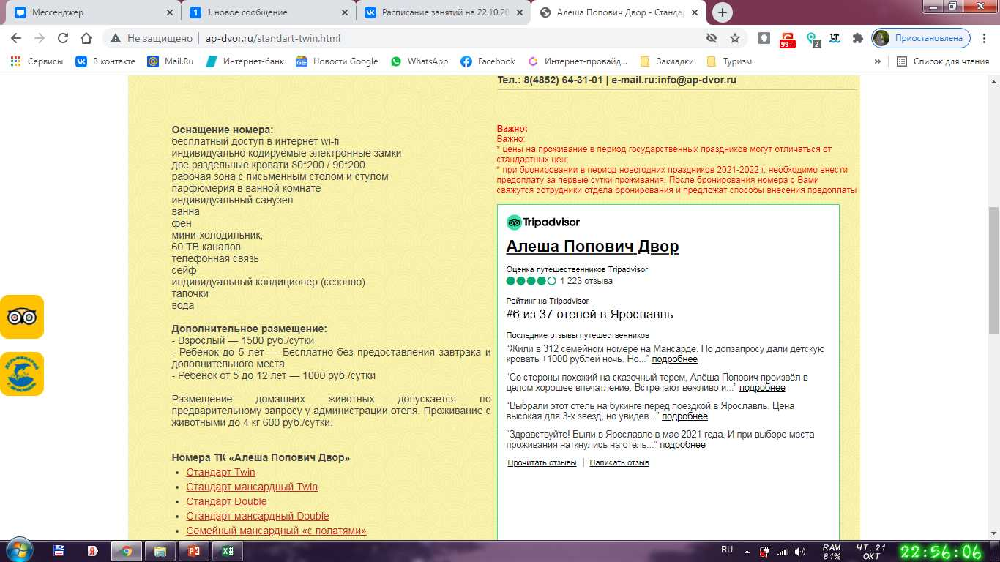 Мессенджер
1 новое сообщение
Расписание занятий на 22.10.20
Алеша Попович Двор - Станда
Не защищено
ap-dvor.ru/standart-twin.html
99+
2
LT
Приостановлена
Сервисы
В контакте
Mail.Ru
Интернет-банк
Новости Google
WhatsApp
Facebook
Интернет-провайд...
Закладки
Туризм
»
Список для чтения
Тел.: 8(4852) 64-31-01 | e-mail.ru:info@ap-dvor.ru
Оснащение номера:
бесплатный доступ в интернет wi-fi
индивидуально кодируемые электронные замки
две раздельные кровати 80*200 / 90*200
рабочая зона с письменным столом и стулом
парфюмерия в ванной комнате
индивидуальный санузел
ванна
фен
мини-холодильник,
60 ТВ каналов
телефонная связь
сейф
индивидуальный кондиционер (сезонно)
тапочки
вода
Дополнительное размещение:
- Взрослый — 1500 руб./сутки
- Ребенок до 5 лет — Бесплатно без предоставления завтрака и
дополнительного места
- Ребенок от 5 до 12 лет — 1000 руб./сутки
Размещение домашних животных допускается по
предварительному запросу у администрации отеля. Проживание с
животными до 4 кг 600 руб./сутки.
Номера ТК «Алеша Попович Двор»
Стандарт Twin
Стандарт мансардный Twin
Стандарт Double
Стандарт мансардный Double
Семейный мансардный «с полатями»
Важно:
Важно:
* цены на проживание в период государственных праздников могут отличаться от
стандартных цен;
* при бронировании в период новогодних праздников 2021-2022 г. необходимо внести
предоплату за первые сутки проживания. После бронирования номера с Вами
свяжутся сотрудники отдела бронирования и предложат способы внесения предоплаты
Tripadvisor
Алеша Попович Двор
Оценка путешественников Tripadvisor
1 223 отзыва
Рейтинг на Tripadvisor
#6 из 37 отелей в Ярославль
Последние отзывы путешественников
“Жили в 312 семейном номере на Мансарде. По допзапросу дали детскую
кровать +1000 рублей ночь. Но...” подробнее
“Со стороны похожий на сказочный терем, Алёша Попович произвёл в
целом хорошее впечатление. Встречают вежливо и...” подробнее
“Выбрали этот отель на букинге перед поездкой в Ярославль. Цена
высокая для 3-х звёзд, но увидев...” подробнее
“Здравствуйте! Были в Ярославле в мае 2021 года. И при выборе места
проживания наткнулись на отель...” подробнее
Прочитать отзывы | Написать отзыв
RU
RAM
81%
ЧТ, 21
ОКТ
22:56:06